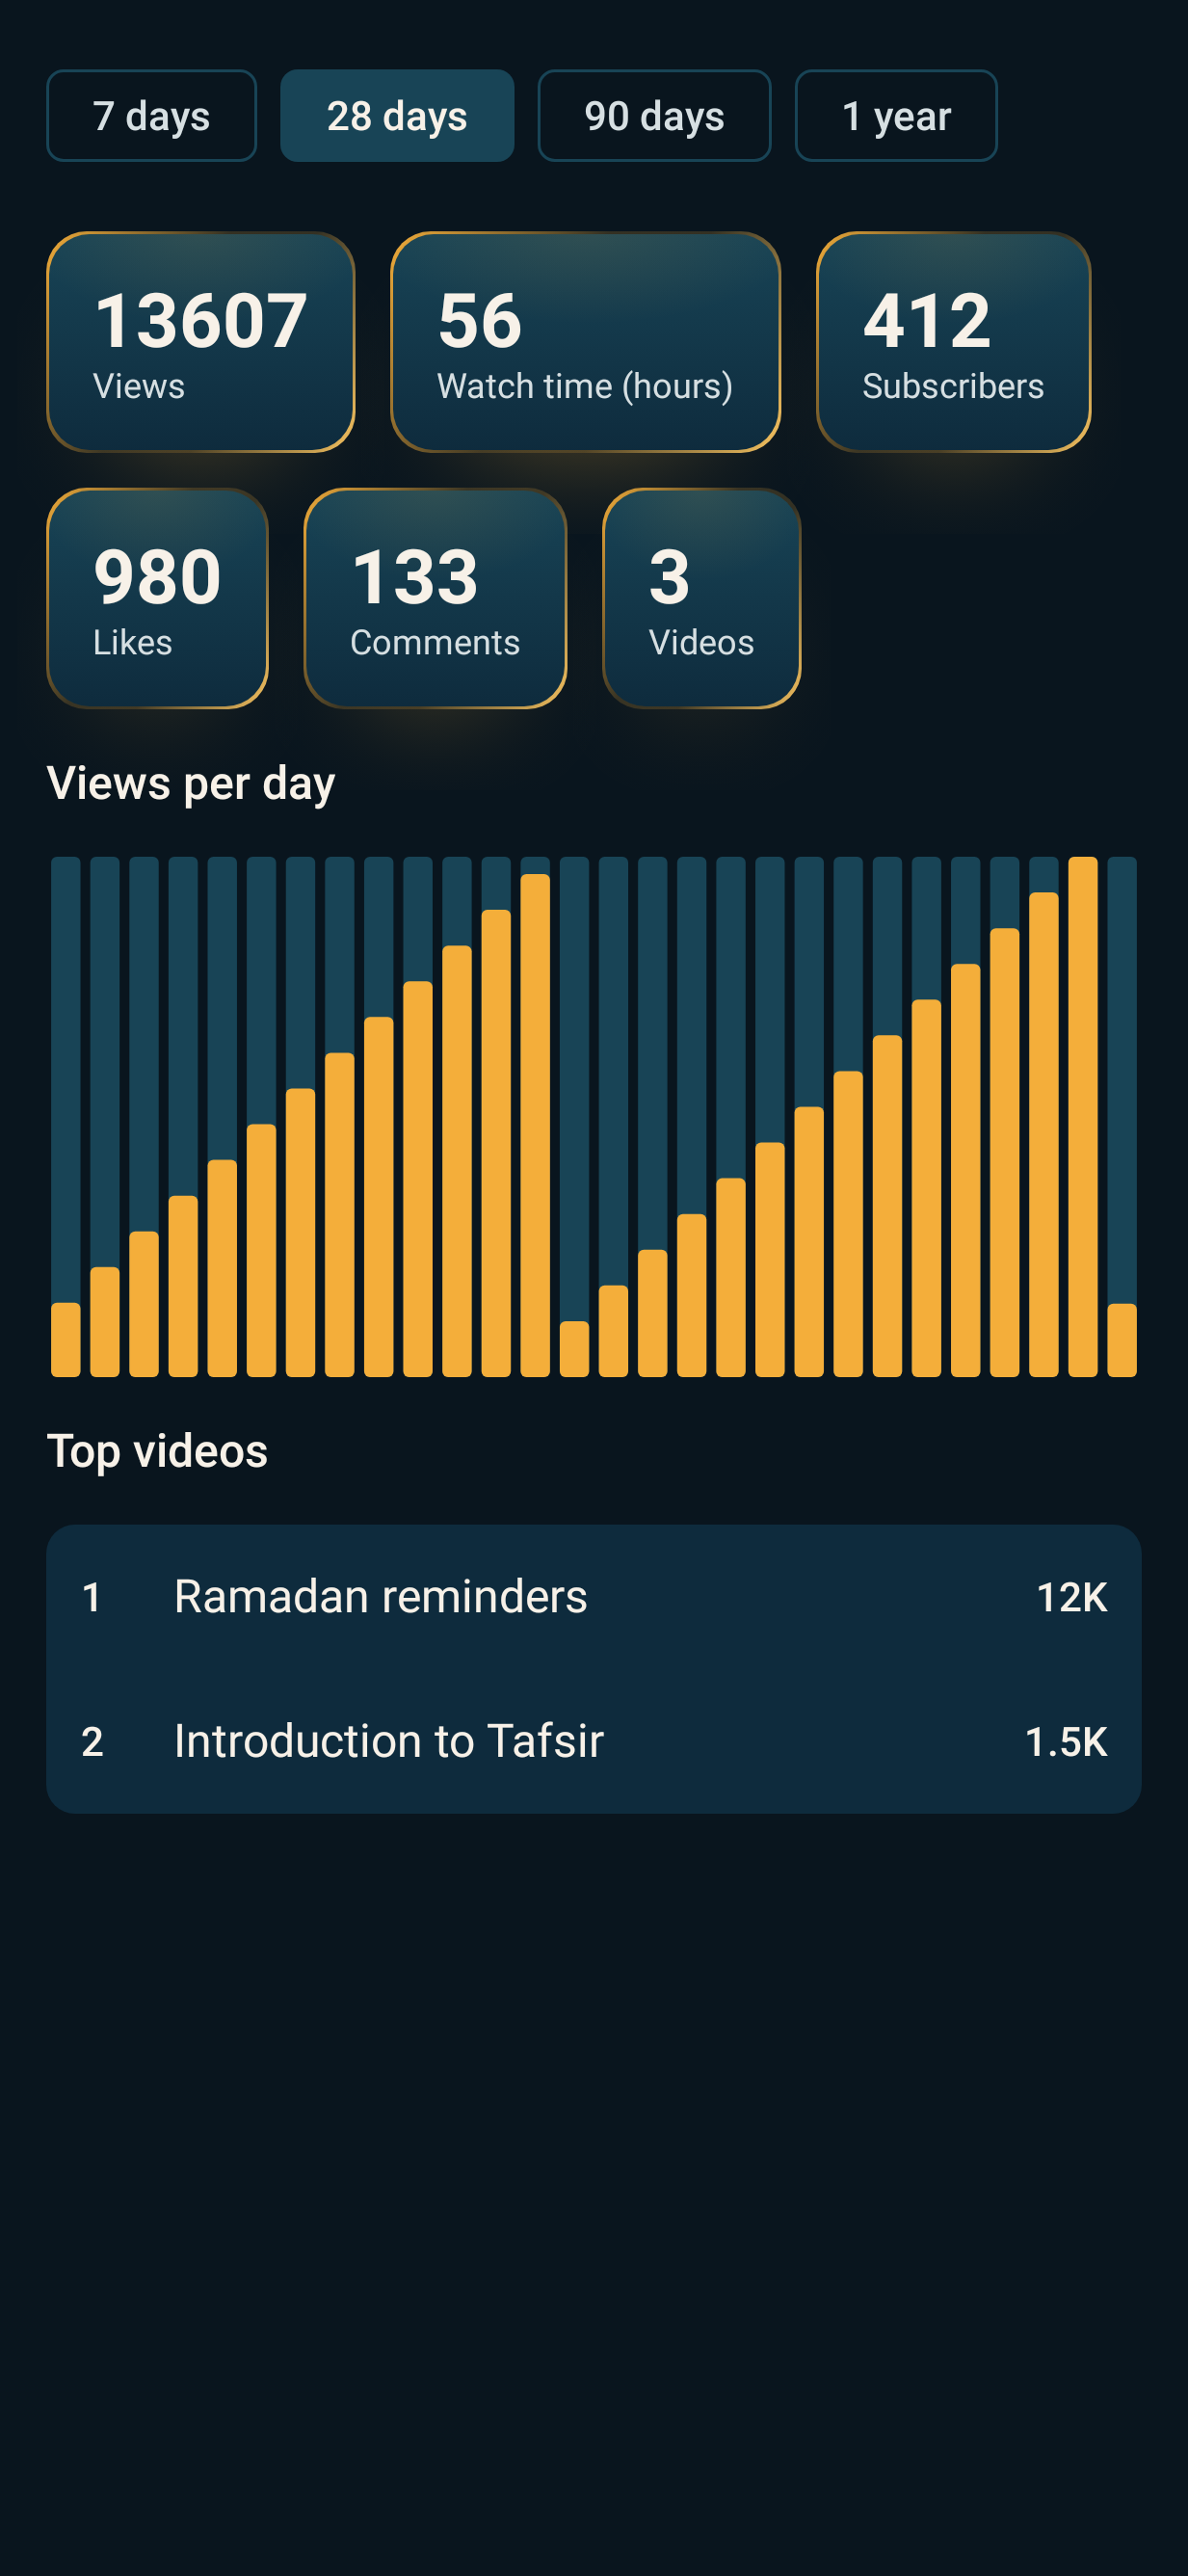 7 days 28 days 90 days 1 year
13607 56 412
Views Watch time (hours) Subscribers
980 133 3
Likes Comments Videos
Views per day
Top videos
1 Ramadan reminders 12K
2 Introduction to Tafsir 1.5K